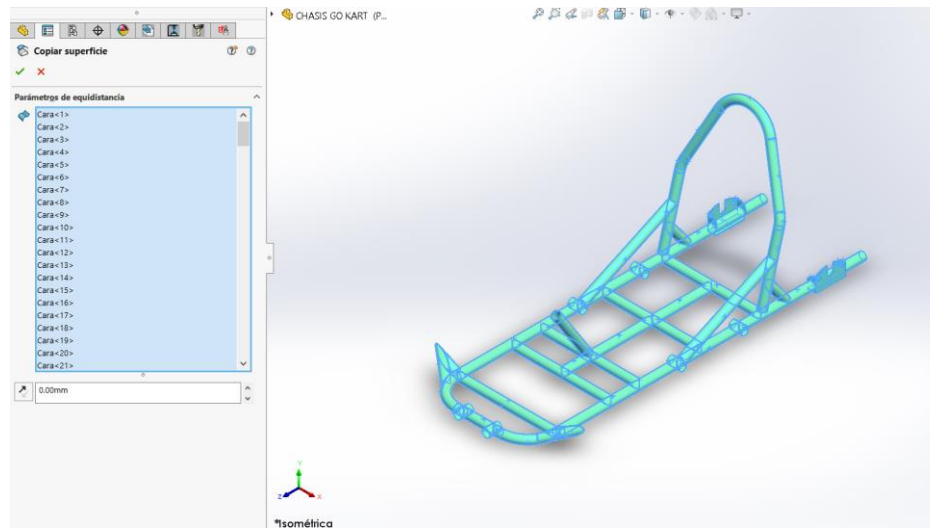 CHASIS GO KART (P...
Copiar superficie
Parámetros de equidistancia
Cara<1>
Cara<2>
Cara<3>
Cara<4>
Cara<5>
Cara<6>
Cara<7>
Cara<8>
Cara<9>
Cara<10>
Cara<11>
Cara<12>
Cara<13>
Cara<14>
Cara<15>
Cara<16>
Cara<17>
Cara<18>
Cara<19>
Cara<20>
Cara<21>
0.00mm
Y
Z
X
*Isométrica